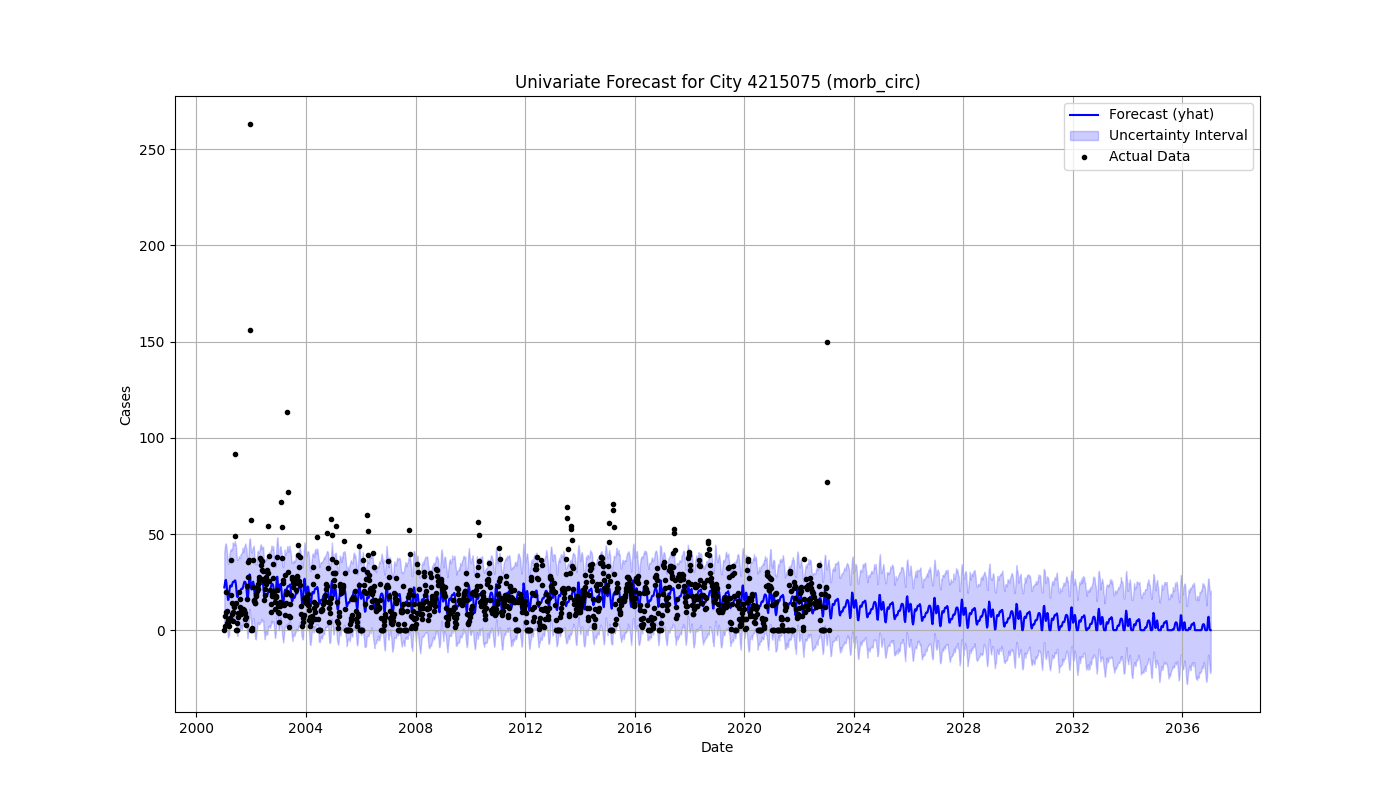 Univariate Forecast for City 4215075 (morb_circ)
Forecast (yhat)
Uncertainty Interval
Actual Data
Cases
250
200
150
100
50
0
2000 2004 2008 2012 2016 2020 2024 2028 2032 2036
Date